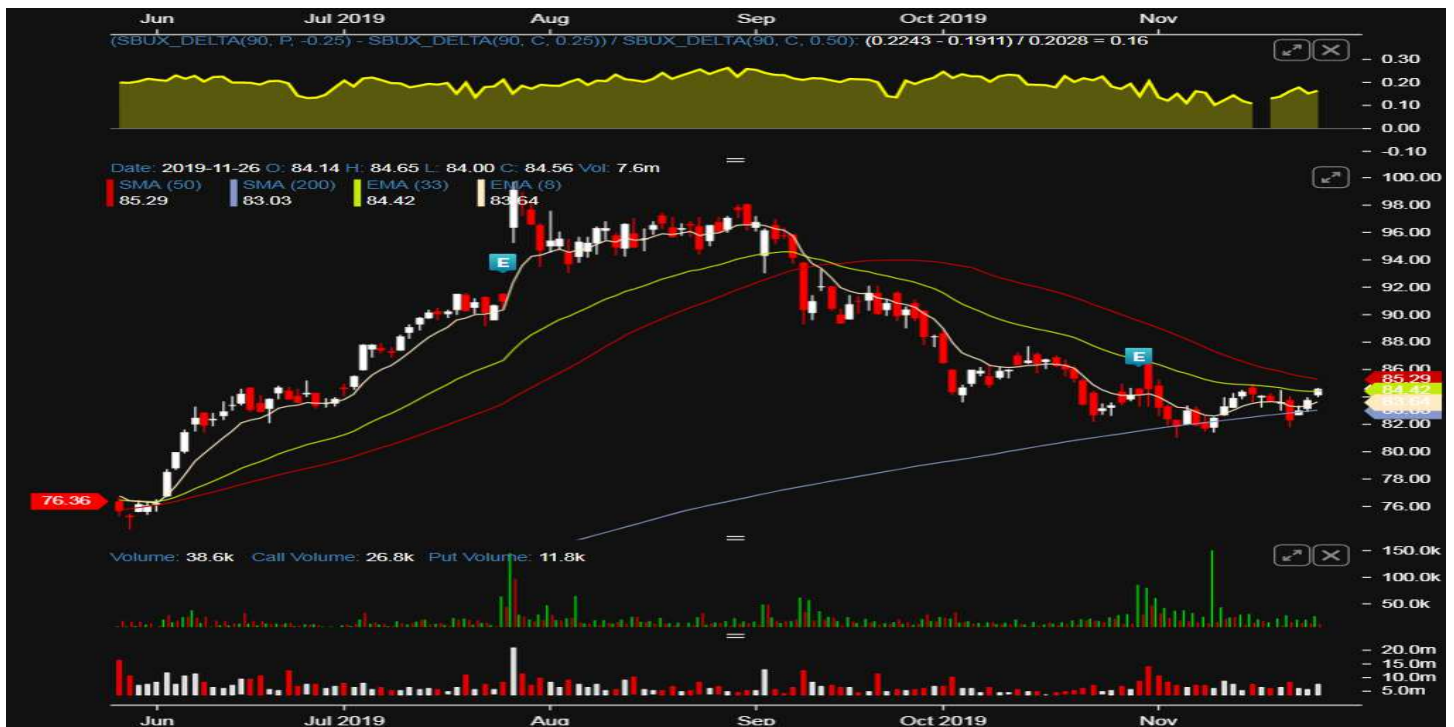 Jun Jul 2019 Aug Sep Oct 2019 Nov
(SBUX_DELTA(90, P, -0.25) - SBUX_DELTA(90, C, 0.25)) / SBUX_DELTA(90, C, 0.50): (0.2243 - 0.1911) / 0.2028 = 0.16
0.30
0.20
0.10
0.00
-0.10
Date: 2019-11-26 O: 84.14 H: 84.65 L: 84.00 C: 84.56 Vol: 7.6m
SMA (50) SMA (200) EMA (33) EMA (8)
85.29 83.03 84.42 83.64
100.00
98.00
96.00
E
94.00
92.00
90.00
88.00
E
86.00
85.29
84.42
83.64
82.00
80.00
78.00
76.36
76.00
Volume: 38.6k Call Volume: 26.8k Put Volume: 11.8k
150.0k
100.0k
50.0k
20.0m
15.0m
10.0m
5.0m
Jun Jul 2019 Aug Sep Oct 2019 Nov